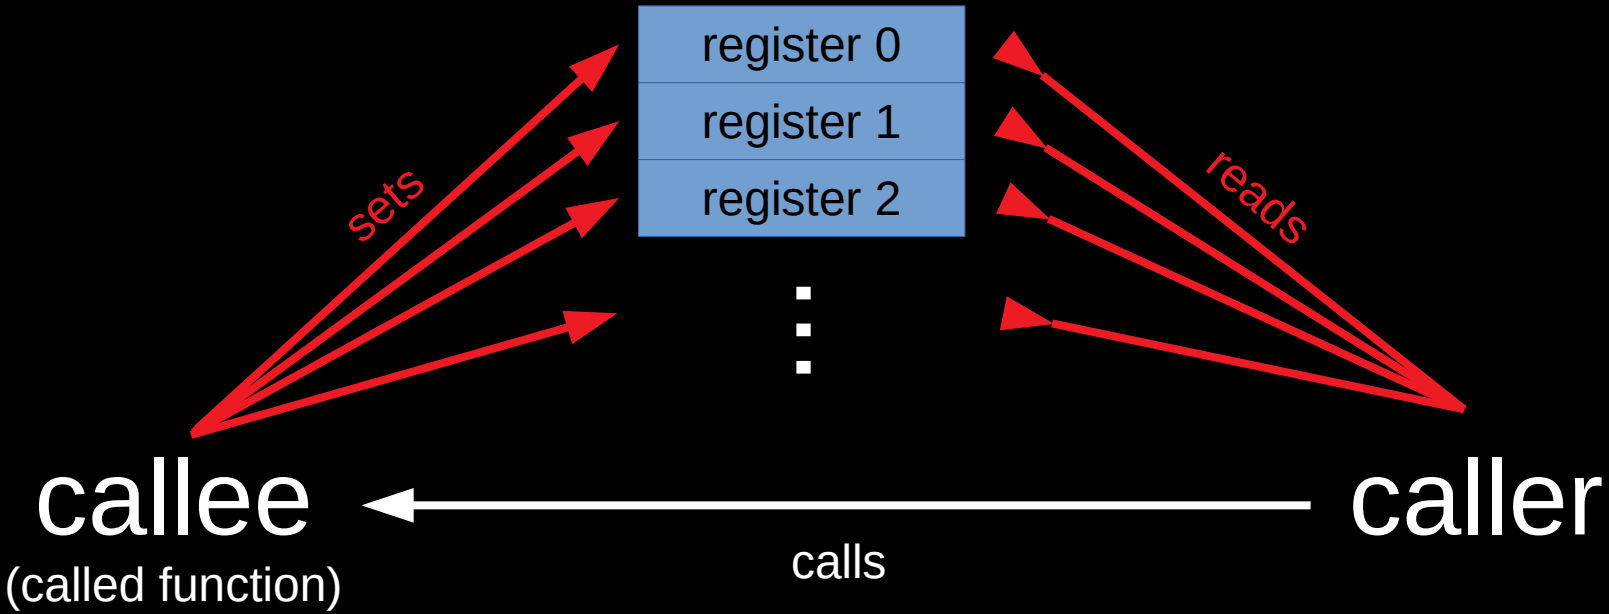 register 0
register 1
register 2
sets
reads
callee
(called function)
calls
caller